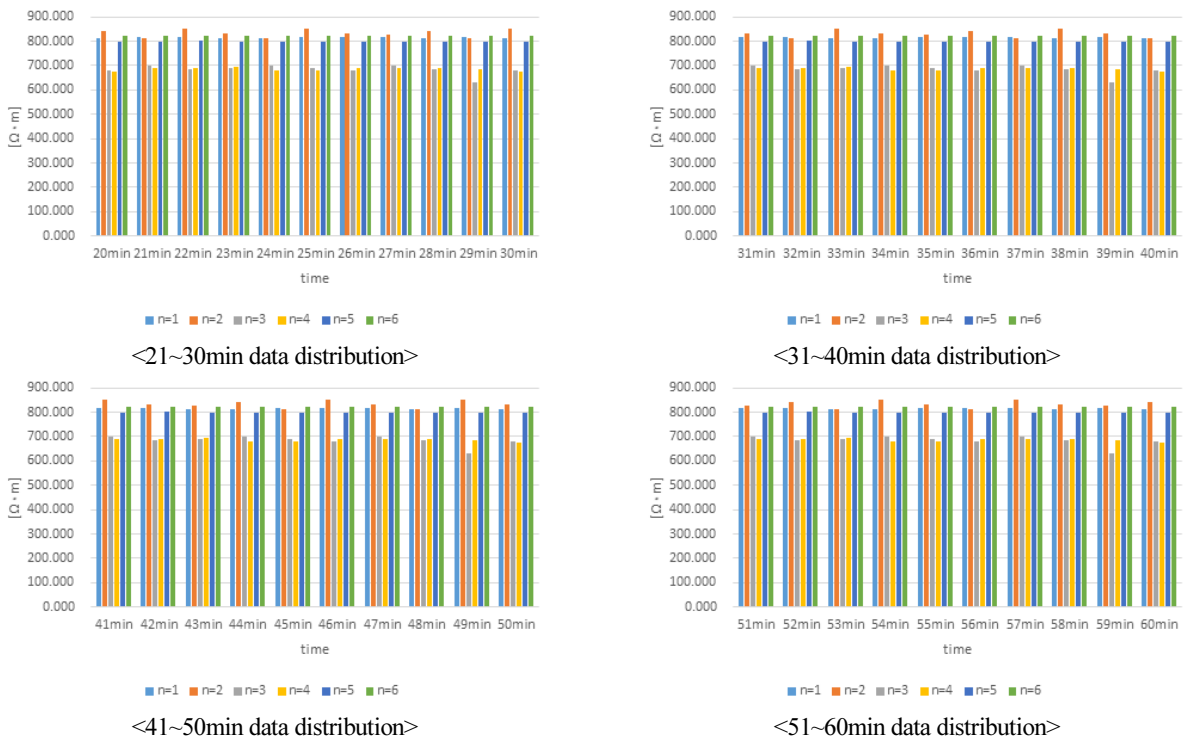 900.000
800.000
700.000
600.000
500.000
400.000
300.000
200.000
100.000
0.000
[Ω·m]
20min 21min 22min 23min 24min 25min 26min 27min 28min 29min 30min
time
n=1 n=2 n=3 n=4 n=5 n=6
<21~30min data distribution>
900.000
800.000
700.000
600.000
500.000
400.000
300.000
200.000
100.000
0.000
[Ω·m]
31min 32min 33min 34min 35min 36min 37min 38min 39min 40min
time
n=1 n=2 n=3 n=4 n=5 n=6
<31~40min data distribution>
900.000
800.000
700.000
600.000
500.000
400.000
300.000
200.000
100.000
0.000
[Ω·m]
41min 42min 43min 44min 45min 46min 47min 48min 49min 50min
time
n=1 n=2 n=3 n=4 n=5 n=6
<41~50min data distribution>
900.000
800.000
700.000
600.000
500.000
400.000
300.000
200.000
100.000
0.000
[Ω·m]
51min 52min 53min 54min 55min 56min 57min 58min 59min 60min
time
n=1 n=2 n=3 n=4 n=5 n=6
<51~60min data distribution>